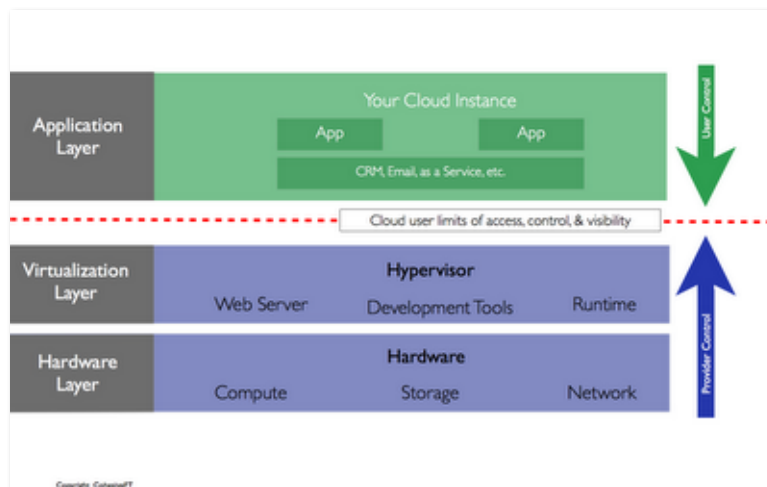 Application
Layer
Your Cloud Instance
App
App
CRM, Email, as a Service, etc.
User Control
Cloud user limits of access, control, & visibility
Virtualization
Layer
Hypervisor
Web Server
Development Tools
Runtime
Hardware
Layer
Hardware
Compute
Storage
Network
Provider Control
Copyright